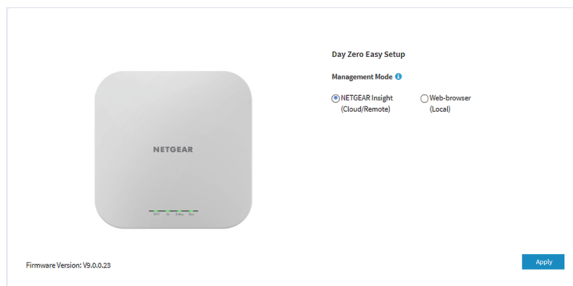 Day Zero Easy Setup
Management Mode
NETGEAR Insight
(Cloud/Remote)
Web-browser
(Local)
NETGEAR
Firmware Version: V9.0.0.23
Apply